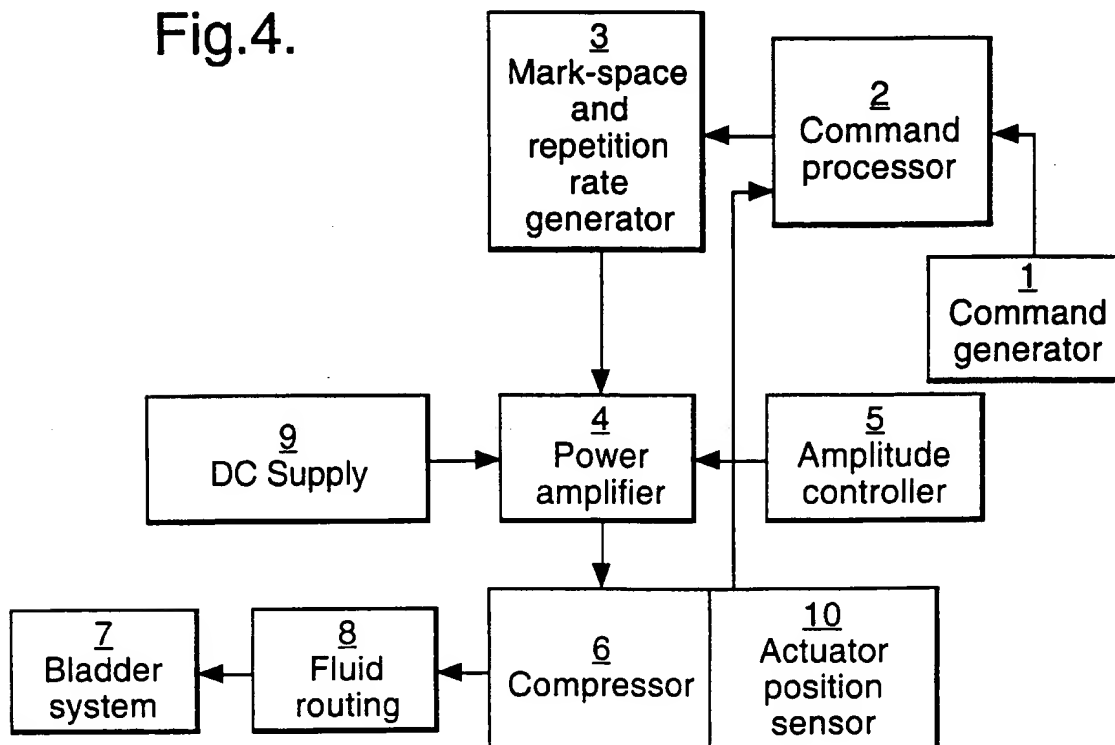 Fig.4.
3
Mark-space
and
repetition
rate
generator
2
Command
processor
1
Command
generator
9
DC Supply
4
Power
amplifier
5
Amplitude
controller
7
Bladder
system
8
Fluid
routing
6
Compressor
10
Actuator
position
sensor